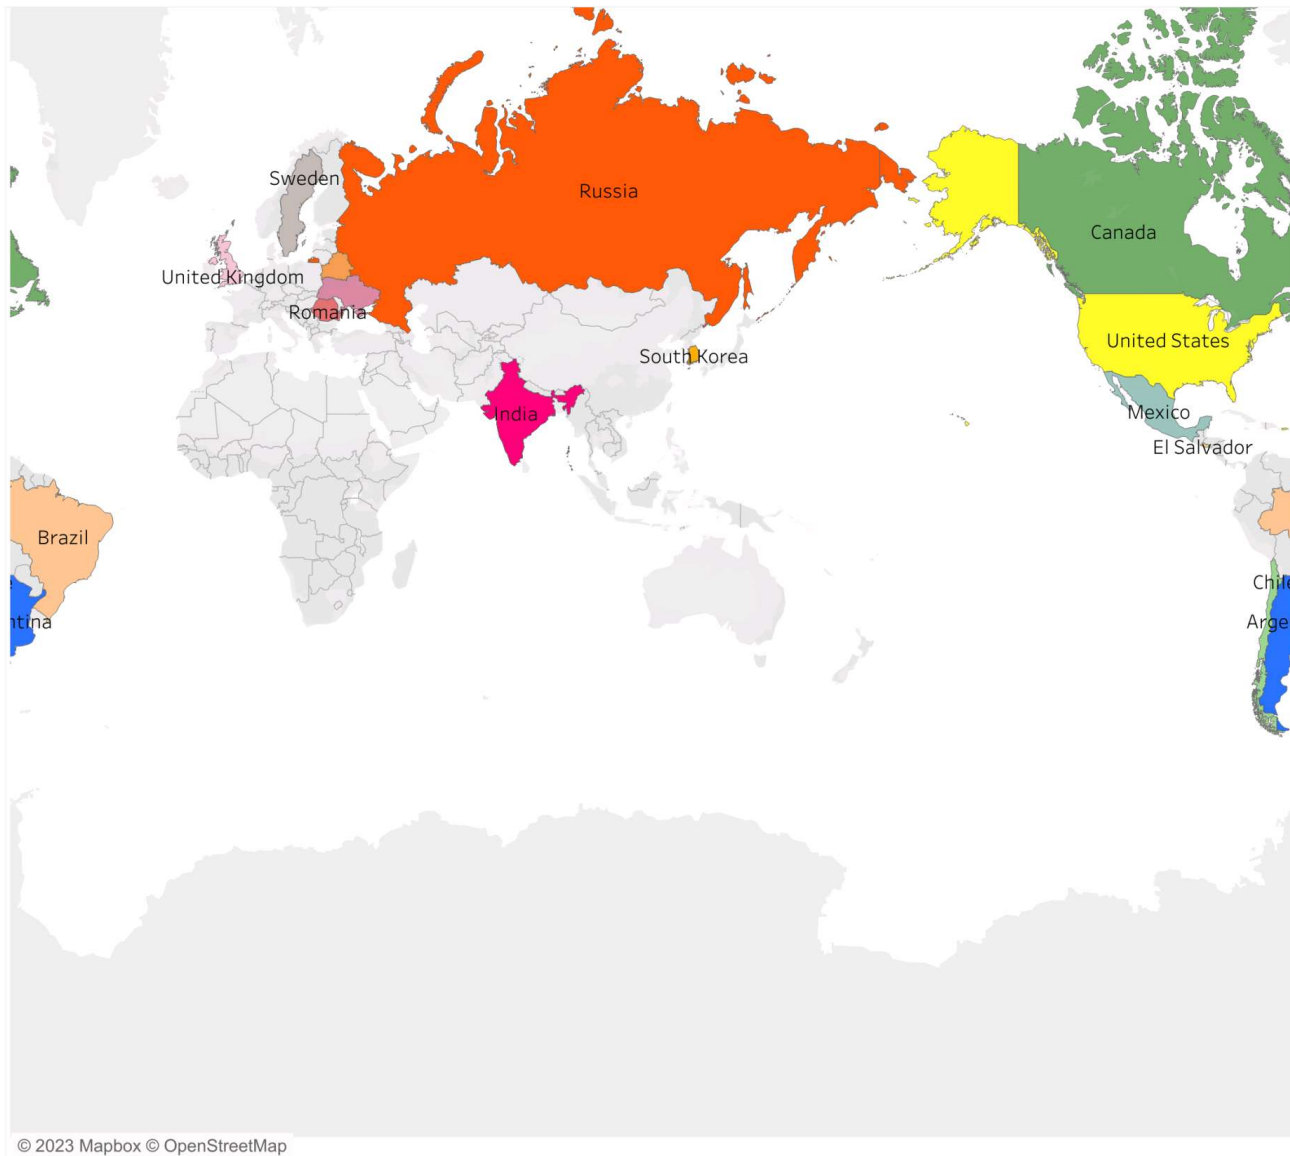 Sweden
Russia
Canada
United Kingdom
Romania
United States
South Korea
India
Mexico
El Salvador
Brazil
Chile
e
ntina
Arge
© 2023 Mapbox © OpenStreetMap